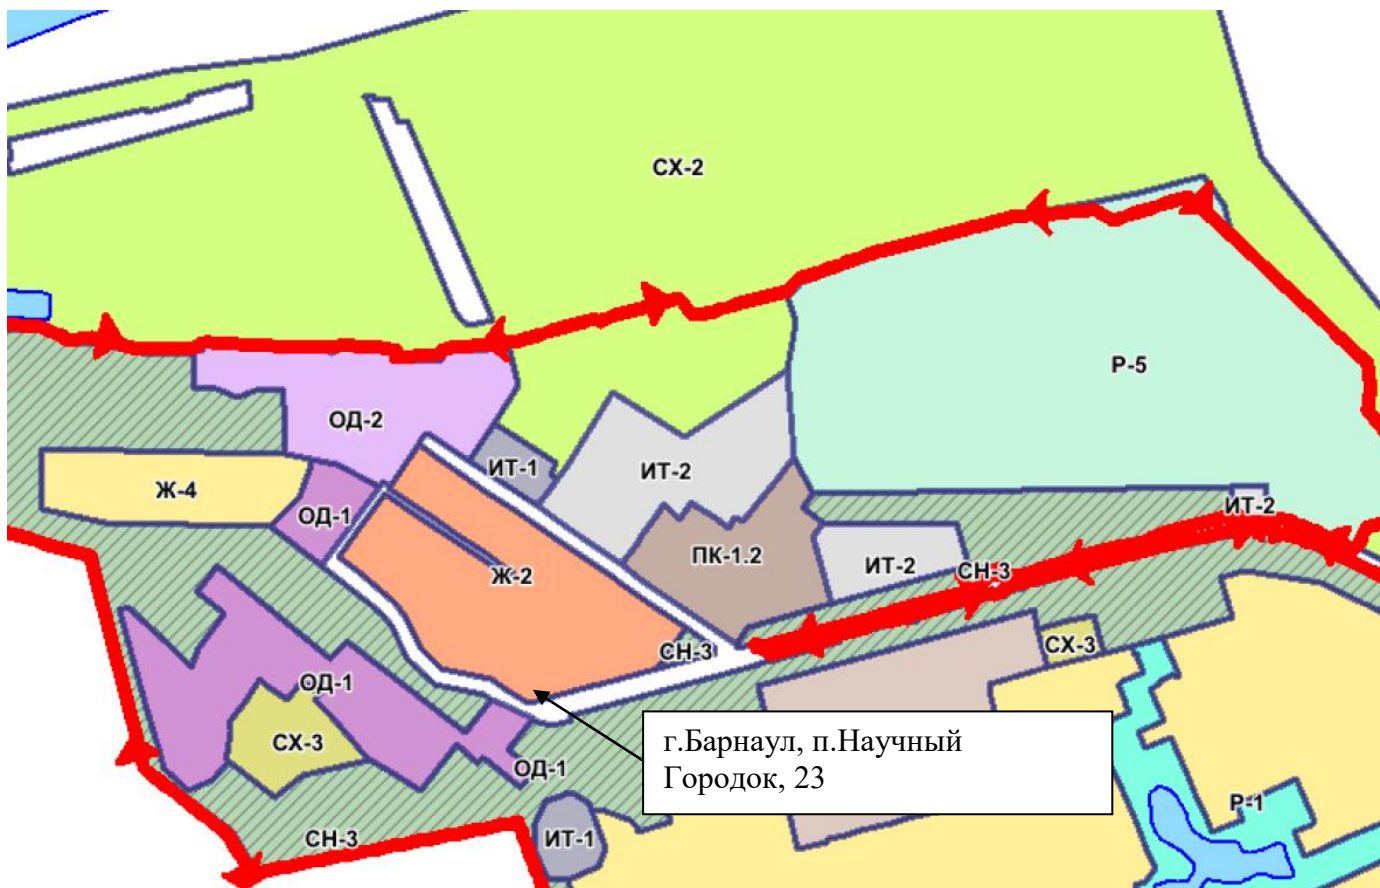 СХ-2
Р-5
ОД-2
ИТ-1
ИТ-2
Ж-4
ОД-1
ИТ-2
ПК-1.2
ИТ-2
СН-3
Ж-2
СН-3
СХ-3
ОД-1
СХ-3
ОД-1
г.Барнаул, п.Научный
Городок, 23
Р-1
СН-3
ИТ-1